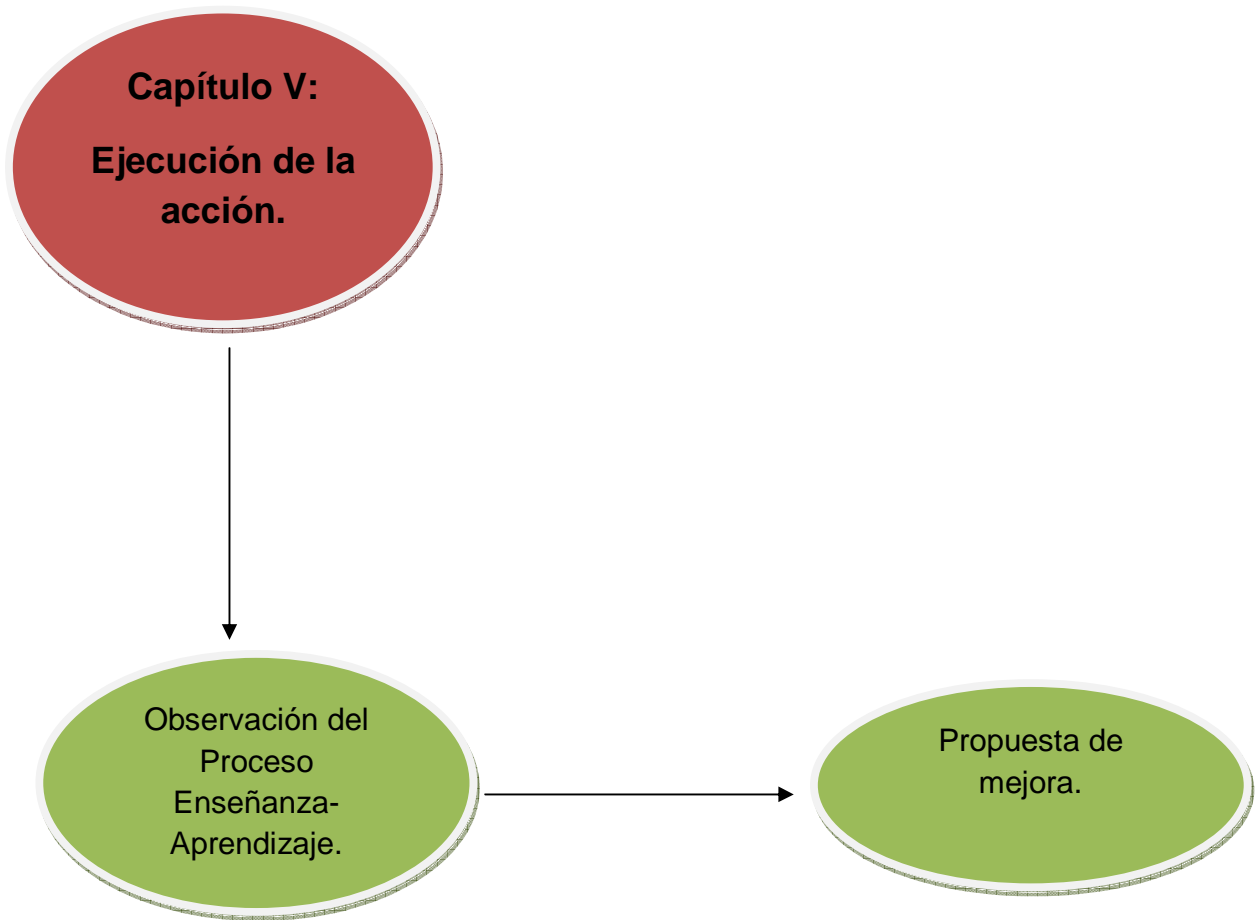 Capítulo V:
Ejecución de la
acción.
Observación del
Proceso
Enseñanza-
Aprendizaje.
Propuesta de
mejora.